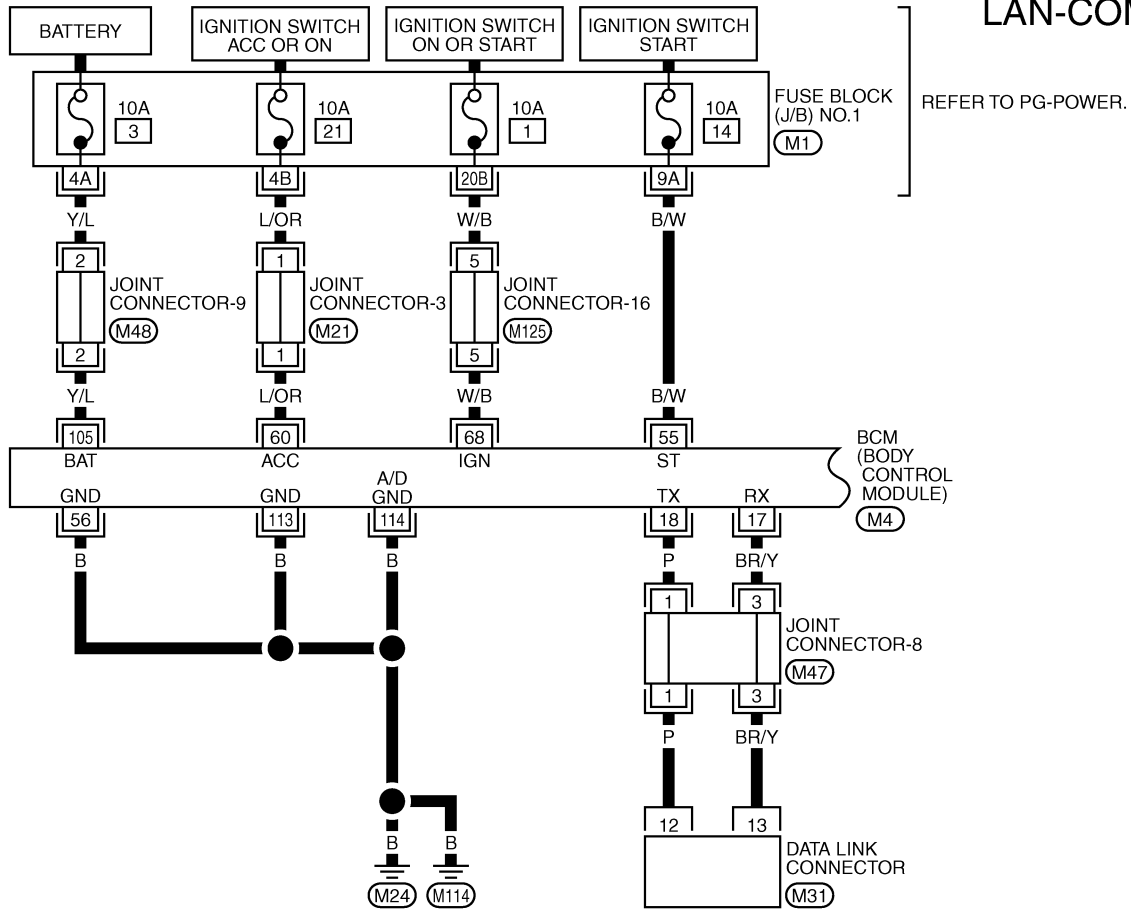 LAN-COM
BATTERY
IGNITION SWITCH
ACC OR ON
IGNITION SWITCH
ON OR START
IGNITION SWITCH
START
10A
3
10A
21
10A
1
10A
14
FUSE BLOCK
(J/B) NO.1
M1
REFER TO PG-POWER.
4A
4B
20B
9A
Y/L
L/OR
W/B
B/W
2
1
5
JOINT
CONNECTOR-9
M48
JOINT
CONNECTOR-3
M21
JOINT
CONNECTOR-16
M125
2
1
5
Y/L
L/OR
W/B
B/W
105
60
68
55
BAT
ACC
IGN
ST
BCM
(BODY
CONTROL
MODULE)
M4
GND
GND
A/D
GND
TX
RX
56
113
114
18
17
B
B
B
P
BR/Y
1
3
JOINT
CONNECTOR-8
M47
1
3
P
BR/Y
12
13
B
B
M24
M114
DATA LINK
CONNECTOR
M31